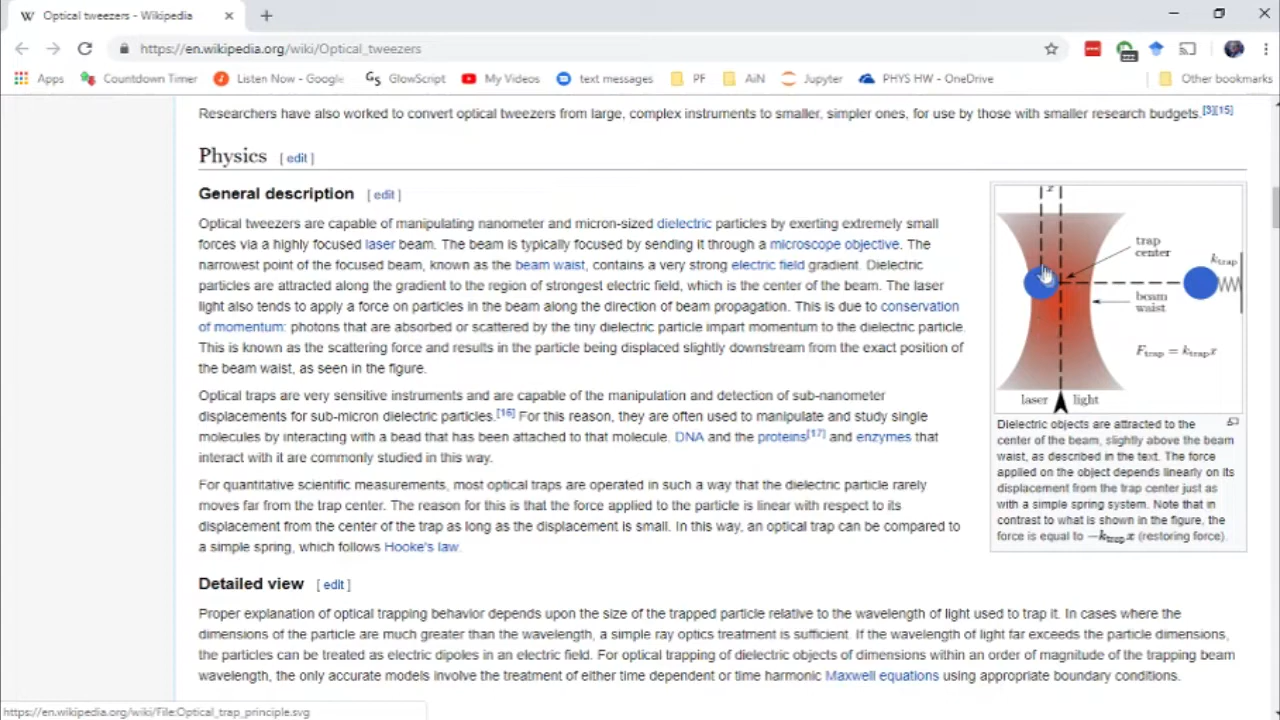 W Optical tweezers - Wikipedia
https://en.wikipedia.org/wiki/Optical_tweezers
Apps Countdown Timer Listen Now - Google GlowScript My Videos text messages PF AiN Jupyter PHYS HW - OneDrive Other bookmarks
Researchers have also worked to convert optical tweezers from large, complex instruments to smaller, simpler ones, for use by those with smaller research budgets.[3][15]
Physics [ edit ]
General description [ edit ]
Optical tweezers are capable of manipulating nanometer and micron-sized dielectric particles by exerting extremely small
forces via a highly focused laser beam. The beam is typically focused by sending it through a microscope objective. The
narrowest point of the focused beam, known as the beam waist, contains a very strong electric field gradient. Dielectric
particles are attracted along the gradient to the region of strongest electric field, which is the center of the beam. The laser
light also tends to apply a force on particles in the beam along the direction of beam propagation. This is due to conservation
of momentum: photons that are absorbed or scattered by the tiny dielectric particle impart momentum to the dielectric particle.
This is known as the scattering force and results in the particle being displaced slightly downstream from the exact position of
the beam waist, as seen in the figure.
Optical traps are very sensitive instruments and are capable of the manipulation and detection of sub-nanometer
displacements for sub-micron dielectric particles.[16] For this reason, they are often used to manipulate and study single
molecules by interacting with a bead that has been attached to that molecule. DNA and the proteins[17] and enzymes that
interact with it are commonly studied in this way.
For quantitative scientific measurements, most optical traps are operated in such a way that the dielectric particle rarely
moves far from the trap center. The reason for this is that the force applied to the particle is linear with respect to its
displacement from the center of the trap as long as the displacement is small. In this way, an optical trap can be compared to
a simple spring, which follows Hooke's law.
x
trap
center
k trap
beam
waist
F trap = k trap x
laser light
Dielectric objects are attracted to the
center of the beam, slightly above the beam
waist, as described in the text. The force
applied on the object depends linearly on its
displacement from the trap center just as
with a simple spring system. Note that in
contrast to what is shown in the figure, the
force is equal to −k trap x (restoring force).
Detailed view [ edit ]
Proper explanation of optical trapping behavior depends upon the size of the trapped particle relative to the wavelength of light used to trap it. In cases where the
dimensions of the particle are much greater than the wavelength, a simple ray optics treatment is sufficient. If the wavelength of light far exceeds the particle dimensions,
the particles can be treated as electric dipoles in an electric field. For optical trapping of dielectric objects of dimensions within an order of magnitude of the trapping beam
wavelength, the only accurate models involve the treatment of either time dependent or time harmonic Maxwell equations using appropriate boundary conditions.
https://en.wikipedia.org/wiki/File:Optical_trap_principle.svg